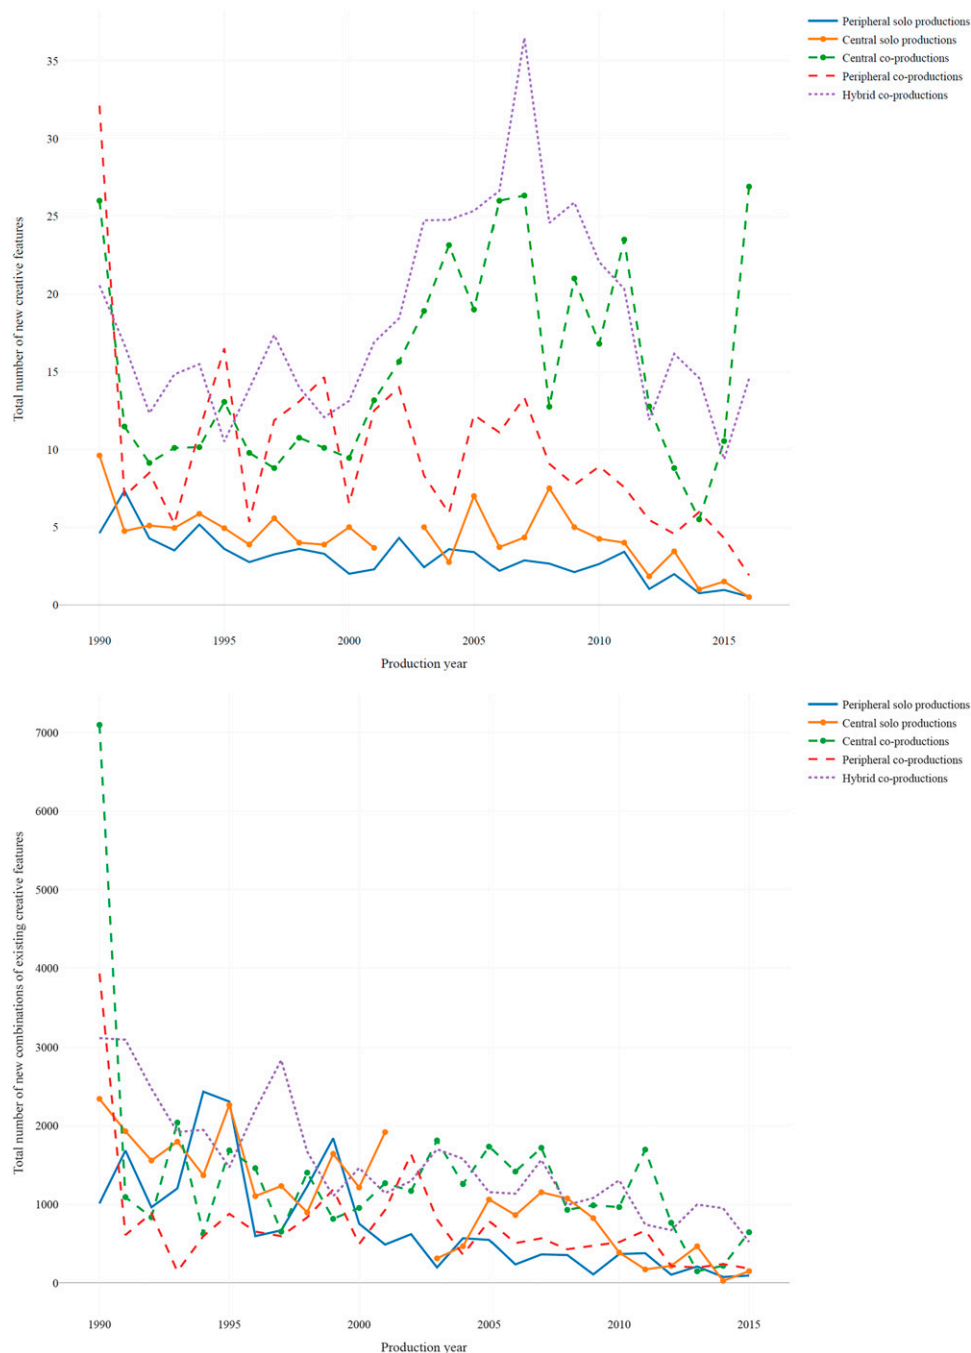 Peripheral solo productions
Central solo productions
Central co-productions
Peripheral co-productions
Hybrid co-productions
Total number of new creative features
35
30
25
20
15
10
5
0
1990
1995
2000
2005
2010
2015
Production year
Peripheral solo productions
Central solo productions
Central co-productions
Peripheral co-productions
Hybrid co-productions
Total number of new combinations of existing creative features
7000
6000
5000
4000
3000
2000
1000
0
1990
1995
2000
2005
2010
2015
Production year